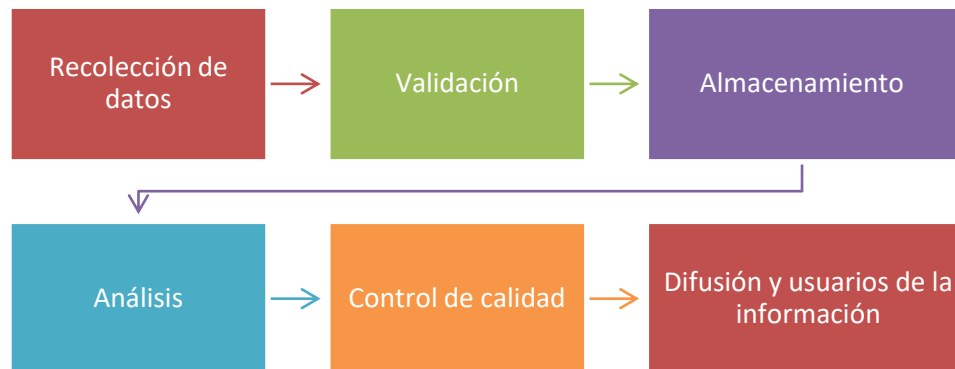 Recolección de
datos
Validación
Almacenamiento
Análisis
Control de calidad
Difusión y usuarios de la
información